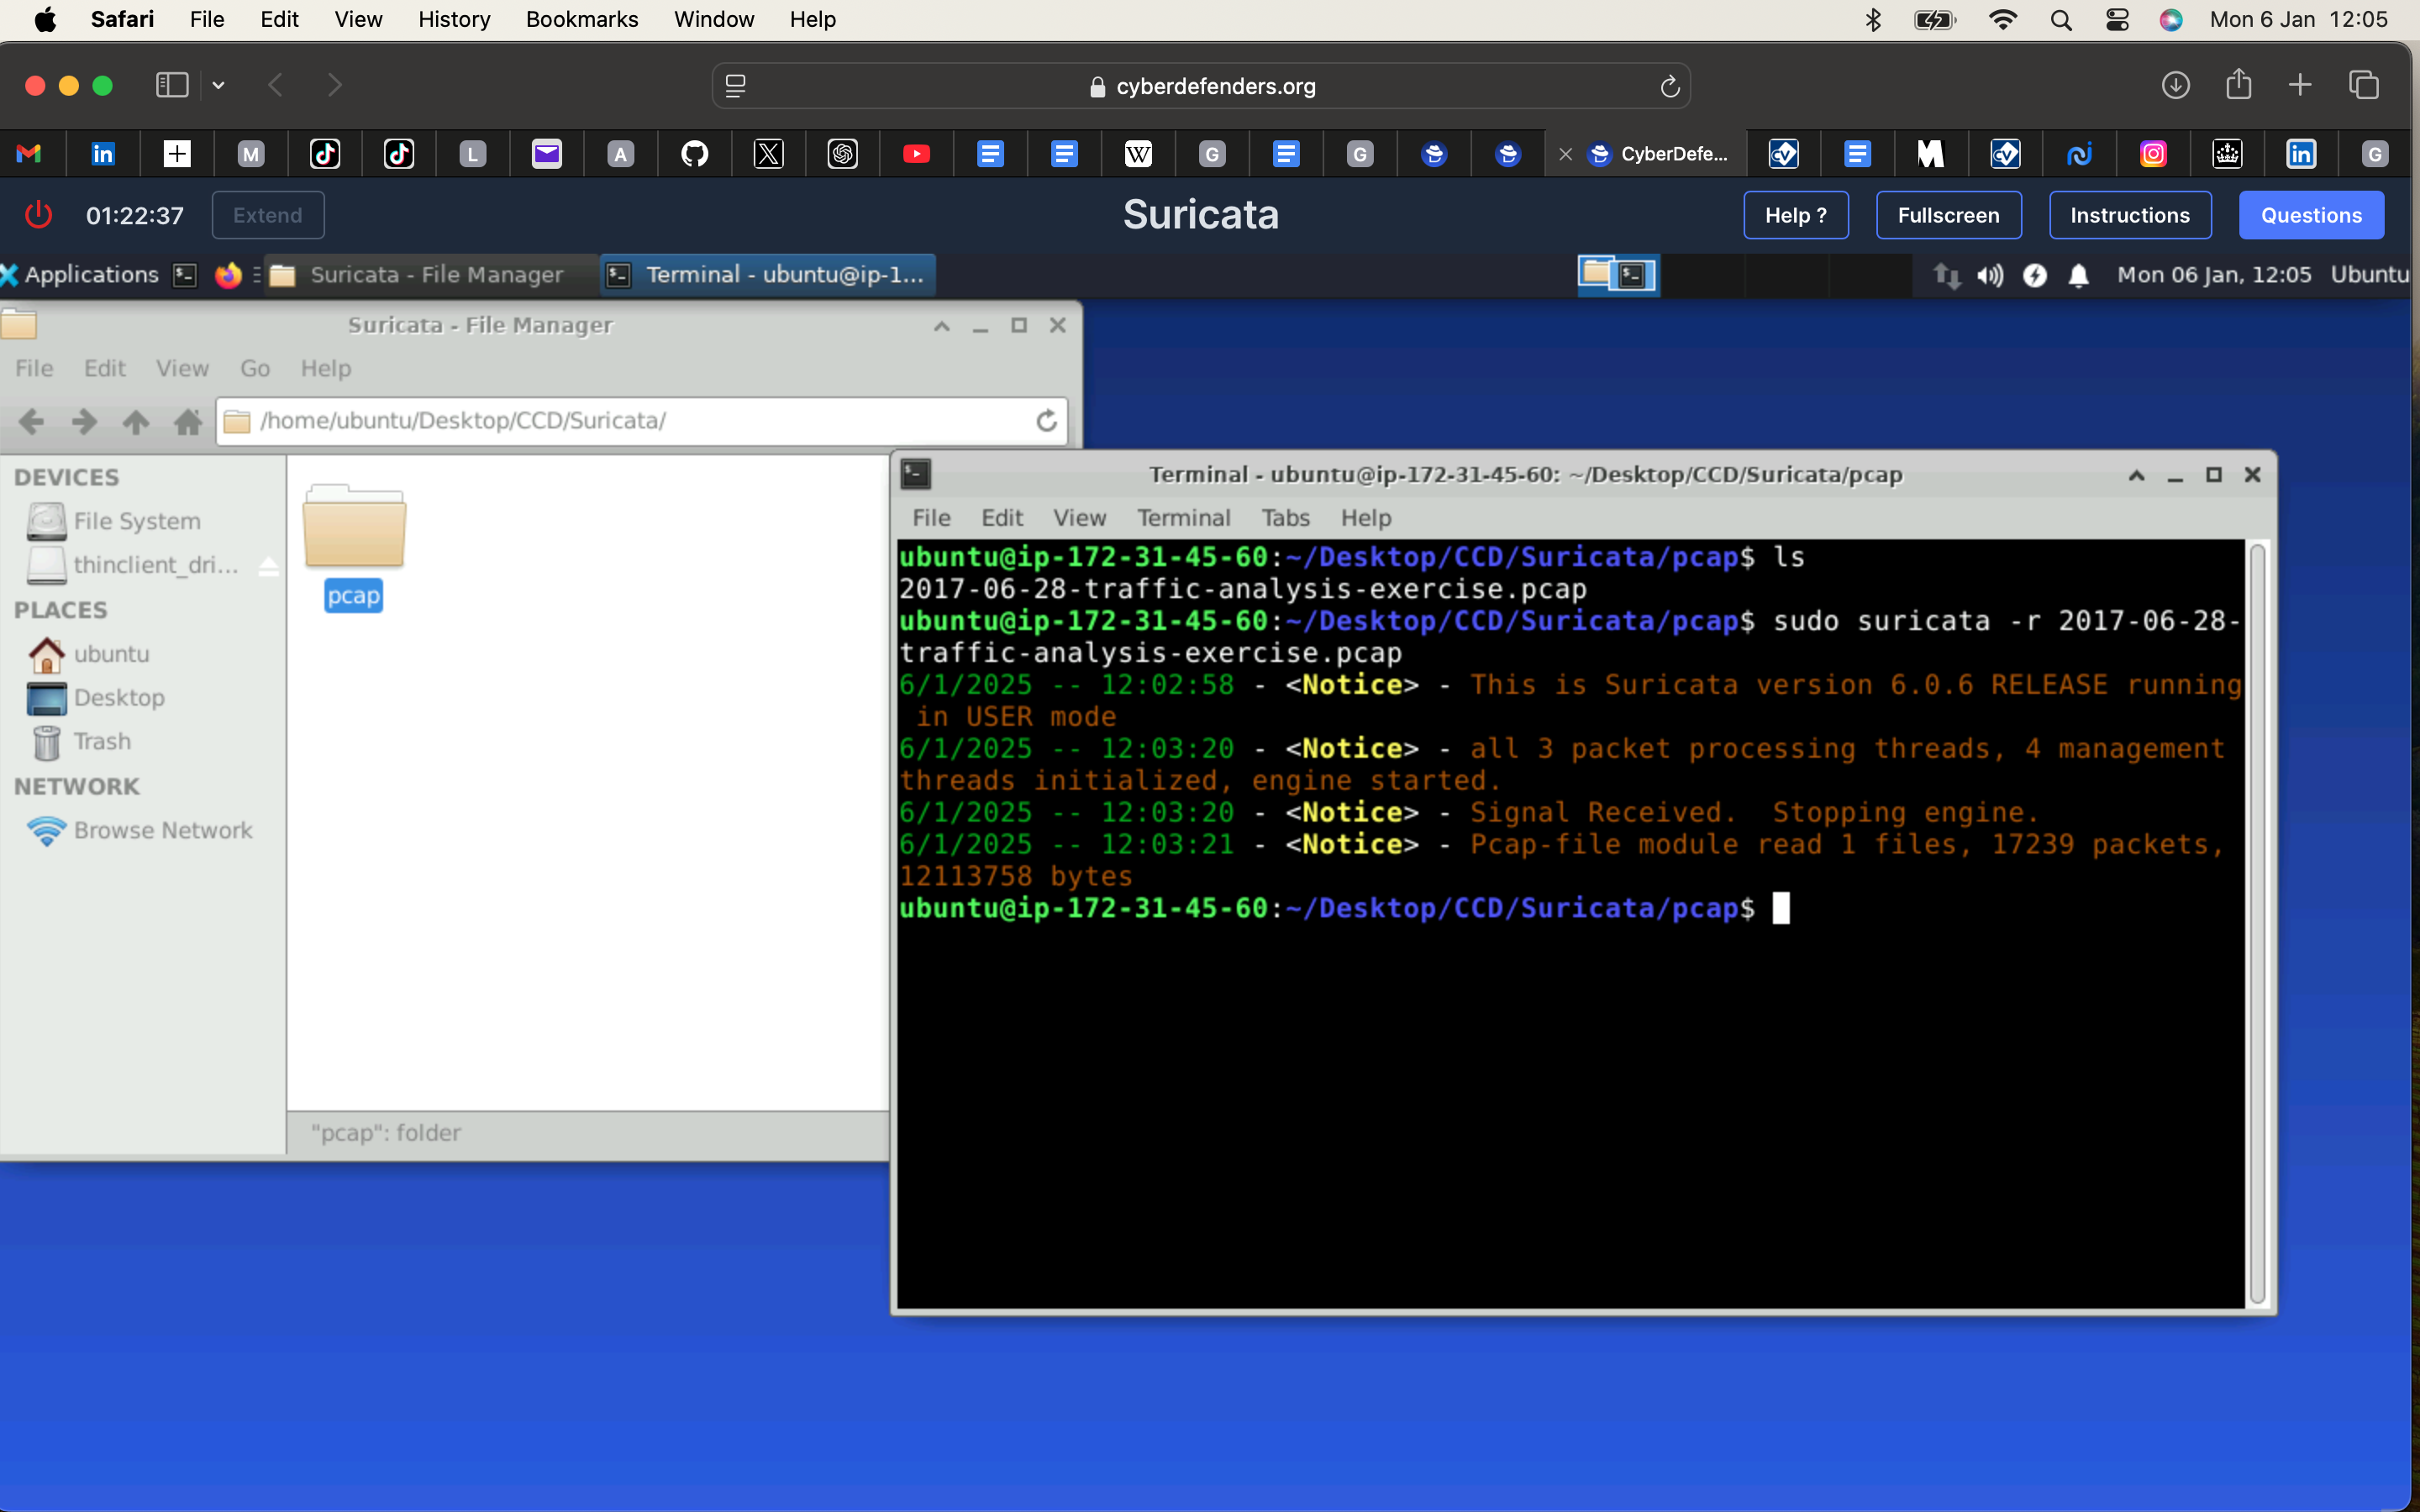 Safari File Edit View History Bookmarks Window Help Mon 6 Jan 12:05
cyberdefenders.org
M L A G G CyberDefe... G
01:22:37 Extend Suricata Help ? Fullscreen Instructions Questions
Applications Suricata - File Manager Terminal - ubuntu@ip-1... Mon 06 Jan, 12:05 Ubuntu
Suricata - File Manager
File Edit View Go Help
/home/ubuntu/Desktop/CCD/Suricata/
DEVICES
File System
thinclient_dri...
PLACES
ubuntu
Desktop
Trash
NETWORK
Browse Network
pcap
"pcap": folder
Terminal - ubuntu@ip-172-31-45-60: ~/Desktop/CCD/Suricata/pcap
File Edit View Terminal Tabs Help
ubuntu@ip-172-31-45-60:~/Desktop/CCD/Suricata/pcap$ ls
2017-06-28-traffic-analysis-exercise.pcap
ubuntu@ip-172-31-45-60:~/Desktop/CCD/Suricata/pcap$ sudo suricata -r 2017-06-28-
traffic-analysis-exercise.pcap
6/1/2025 -- 12:02:58 - <Notice> - This is Suricata version 6.0.6 RELEASE running
in USER mode
6/1/2025 -- 12:03:20 - <Notice> - all 3 packet processing threads, 4 management
threads initialized, engine started.
6/1/2025 -- 12:03:20 - <Notice> - Signal Received.  Stopping engine.
6/1/2025 -- 12:03:21 - <Notice> - Pcap-file module read 1 files, 17239 packets,
12113758 bytes
ubuntu@ip-172-31-45-60:~/Desktop/CCD/Suricata/pcap$